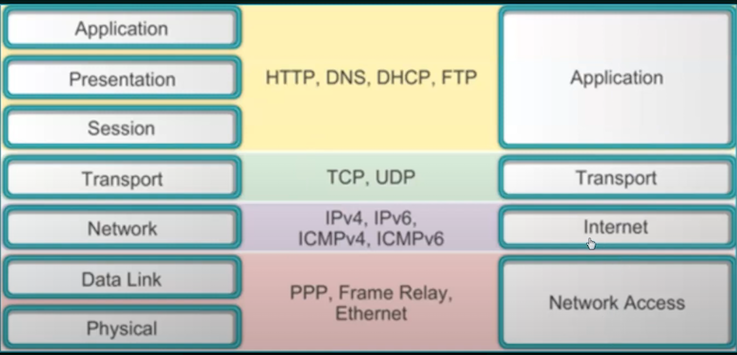 Application
Presentation
Session
Transport
Network
Data Link
Physical
HTTP, DNS, DHCP, FTP
TCP, UDP
IPv4, IPv6,
ICMPv4, ICMPv6
PPP, Frame Relay,
Ethernet
Application
Transport
Internet
Network Access